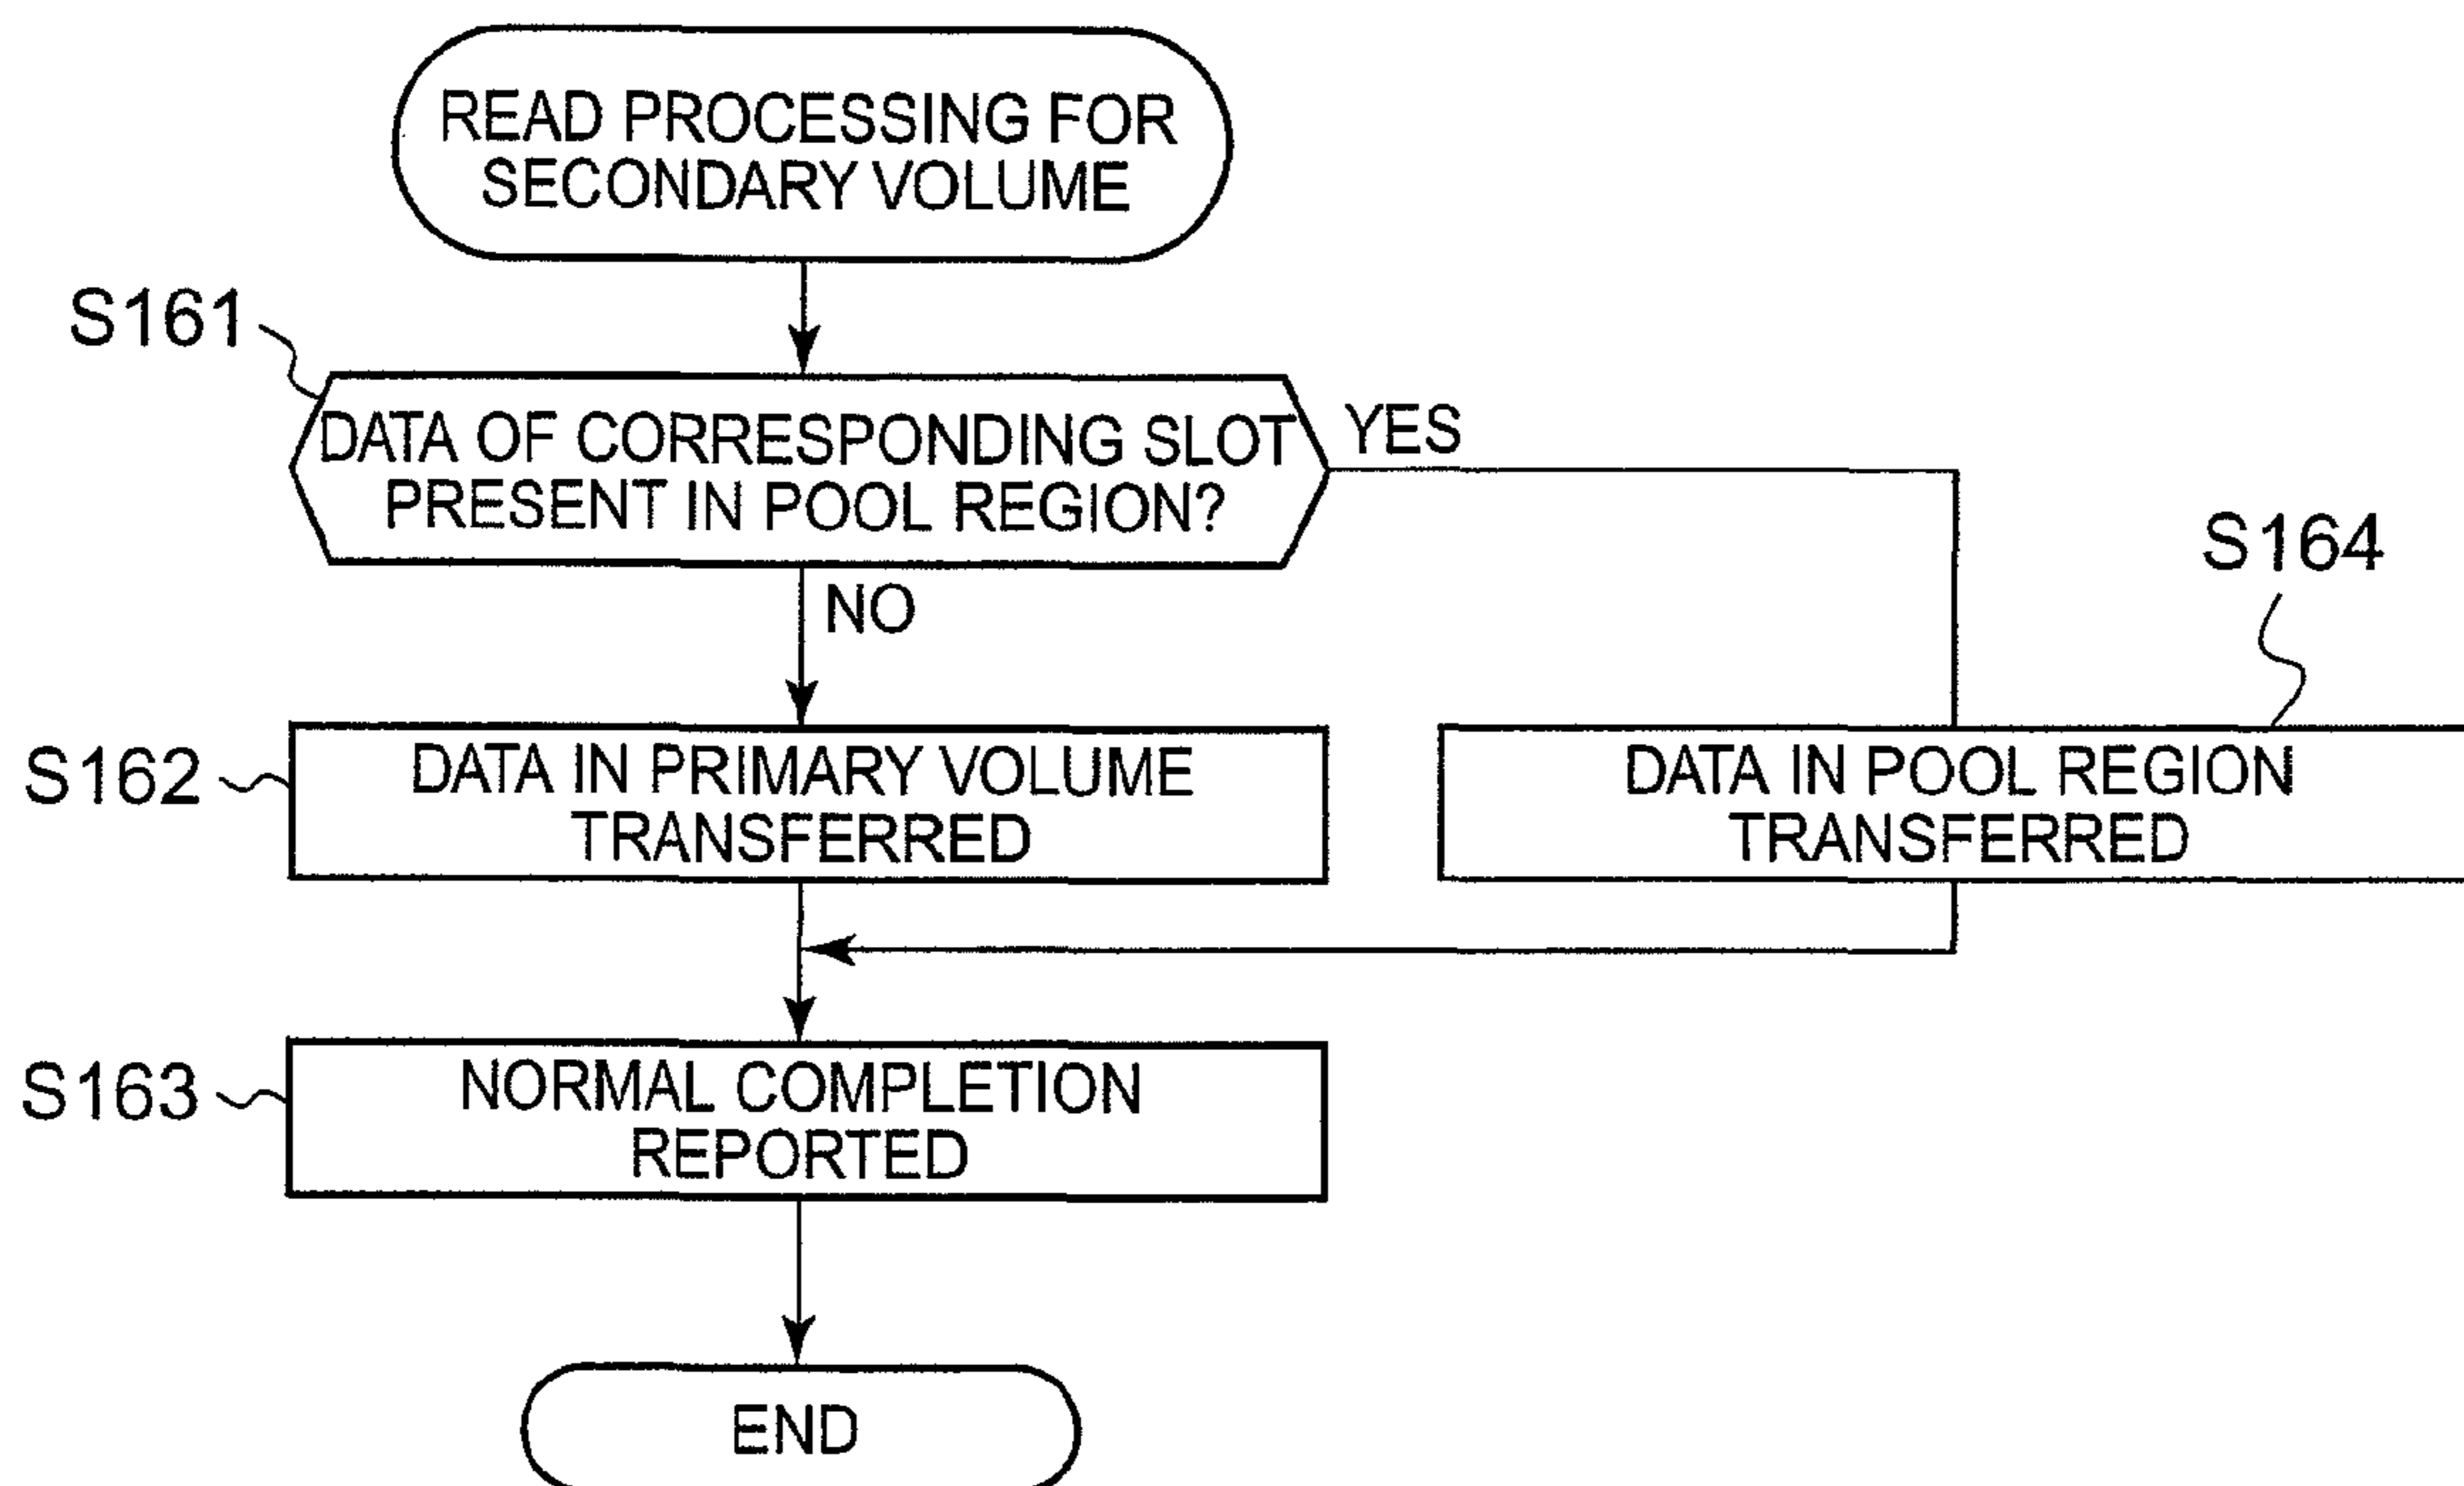 READ PROCESSING FOR
SECONDARY VOLUME
S161
DATA OF CORRESPONDING SLOT
PRESENT IN POOL REGION?
YES
NO
S164
S162
DATA IN PRIMARY VOLUME
TRANSFERRED
DATA IN POOL REGION
TRANSFERRED
S163
NORMAL COMPLETION
REPORTED
END